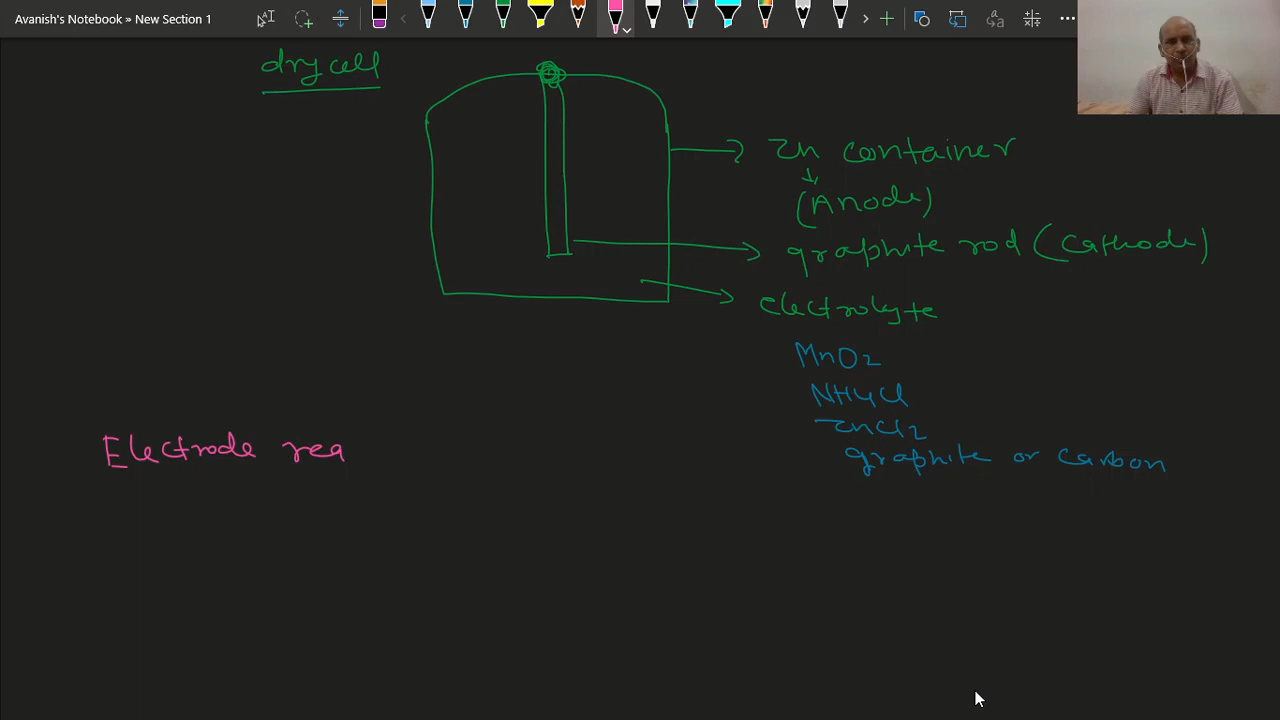 Avanish's Notebook » New Section 1
dry cell
Zn container
(Anode)
graphite rod (Cathode)
Electrolyte
MnO2
NH4Cl
ZnCl2
graphite or carbon
Electrode rea